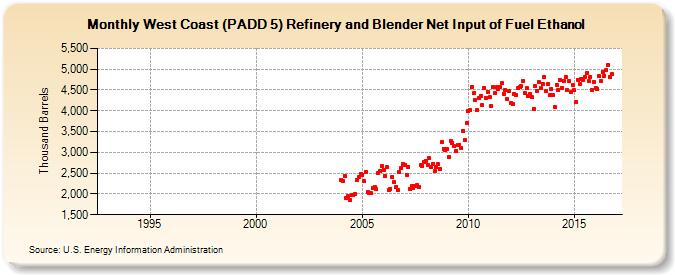 Monthly West Coast (PADD 5) Refinery and Blender Net Input of Fuel Ethanol
Thousand Barrels
5,500
5,000
4,500
4,000
3,500
3,000
2,500
2,000
1,500
1995 2000 2005 2010 2015
Source: U.S. Energy Information Administration